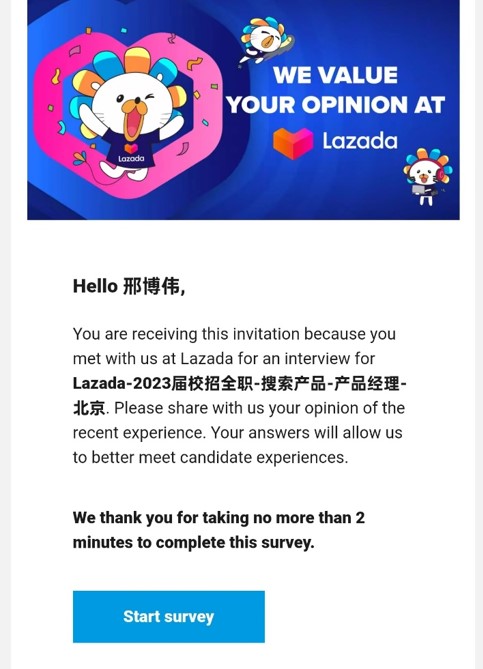 WE VALUE
YOUR OPINION AT
Lazada
Lazada
Hello 邢博伟,
You are receiving this invitation because you
met with us at Lazada for an interview for
Lazada-2023届校招全职-搜索产品-产品经理-
北京. Please share with us your opinion of the
recent experience. Your answers will allow us
to better meet candidate experiences.
We thank you for taking no more than 2
minutes to complete this survey.
Start survey